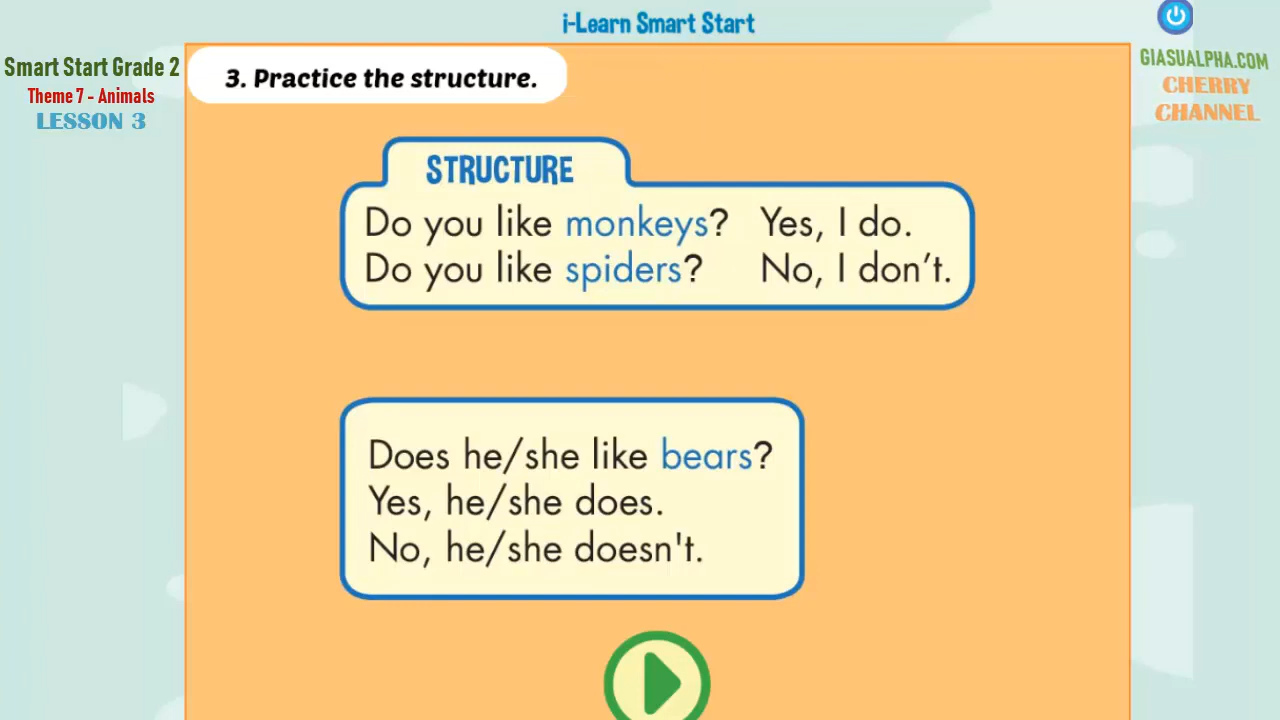 i-Learn Smart Start
Smart Start Grade 2
Theme 7 - Animals
LESSON 3
GIASUALPHA.COM
CHERRY
CHANNEL
3. Practice the structure.
STRUCTURE
Do you like monkeys? Yes, I do.
Do you like spiders? No, I don't.
Does he/she like bears?
Yes, he/she does.
No, he/she doesn't.